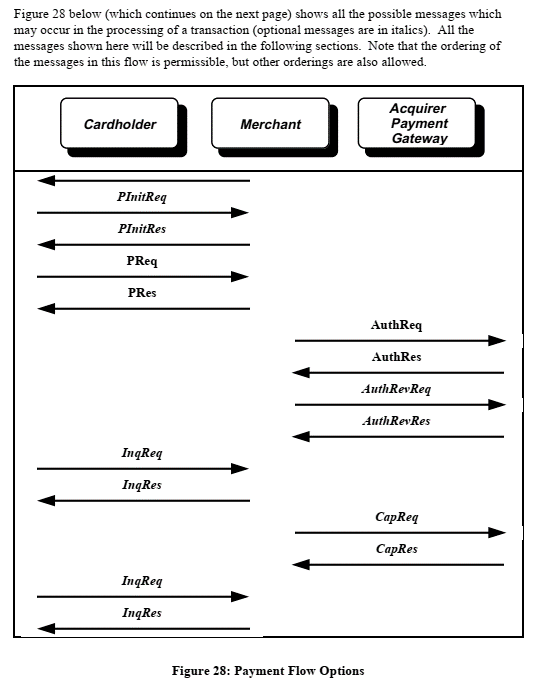 Figure 28 below (which continues on the next page) shows all the possible messages which
may occur in the processing of a transaction (optional messages are in italics).  All the
messages shown here will be described in the following sections.  Note that the ordering of
the messages in this flow is permissible, but other orderings are also allowed.
Cardholder
Merchant
Acquirer
Payment
Gateway
PInitReq
PInitRes
PReq
PRes
AuthReq
AuthRes
AuthRevReq
AuthRevRes
InqReq
InqRes
CapReq
CapRes
InqReq
InqRes
Figure 28: Payment Flow Options